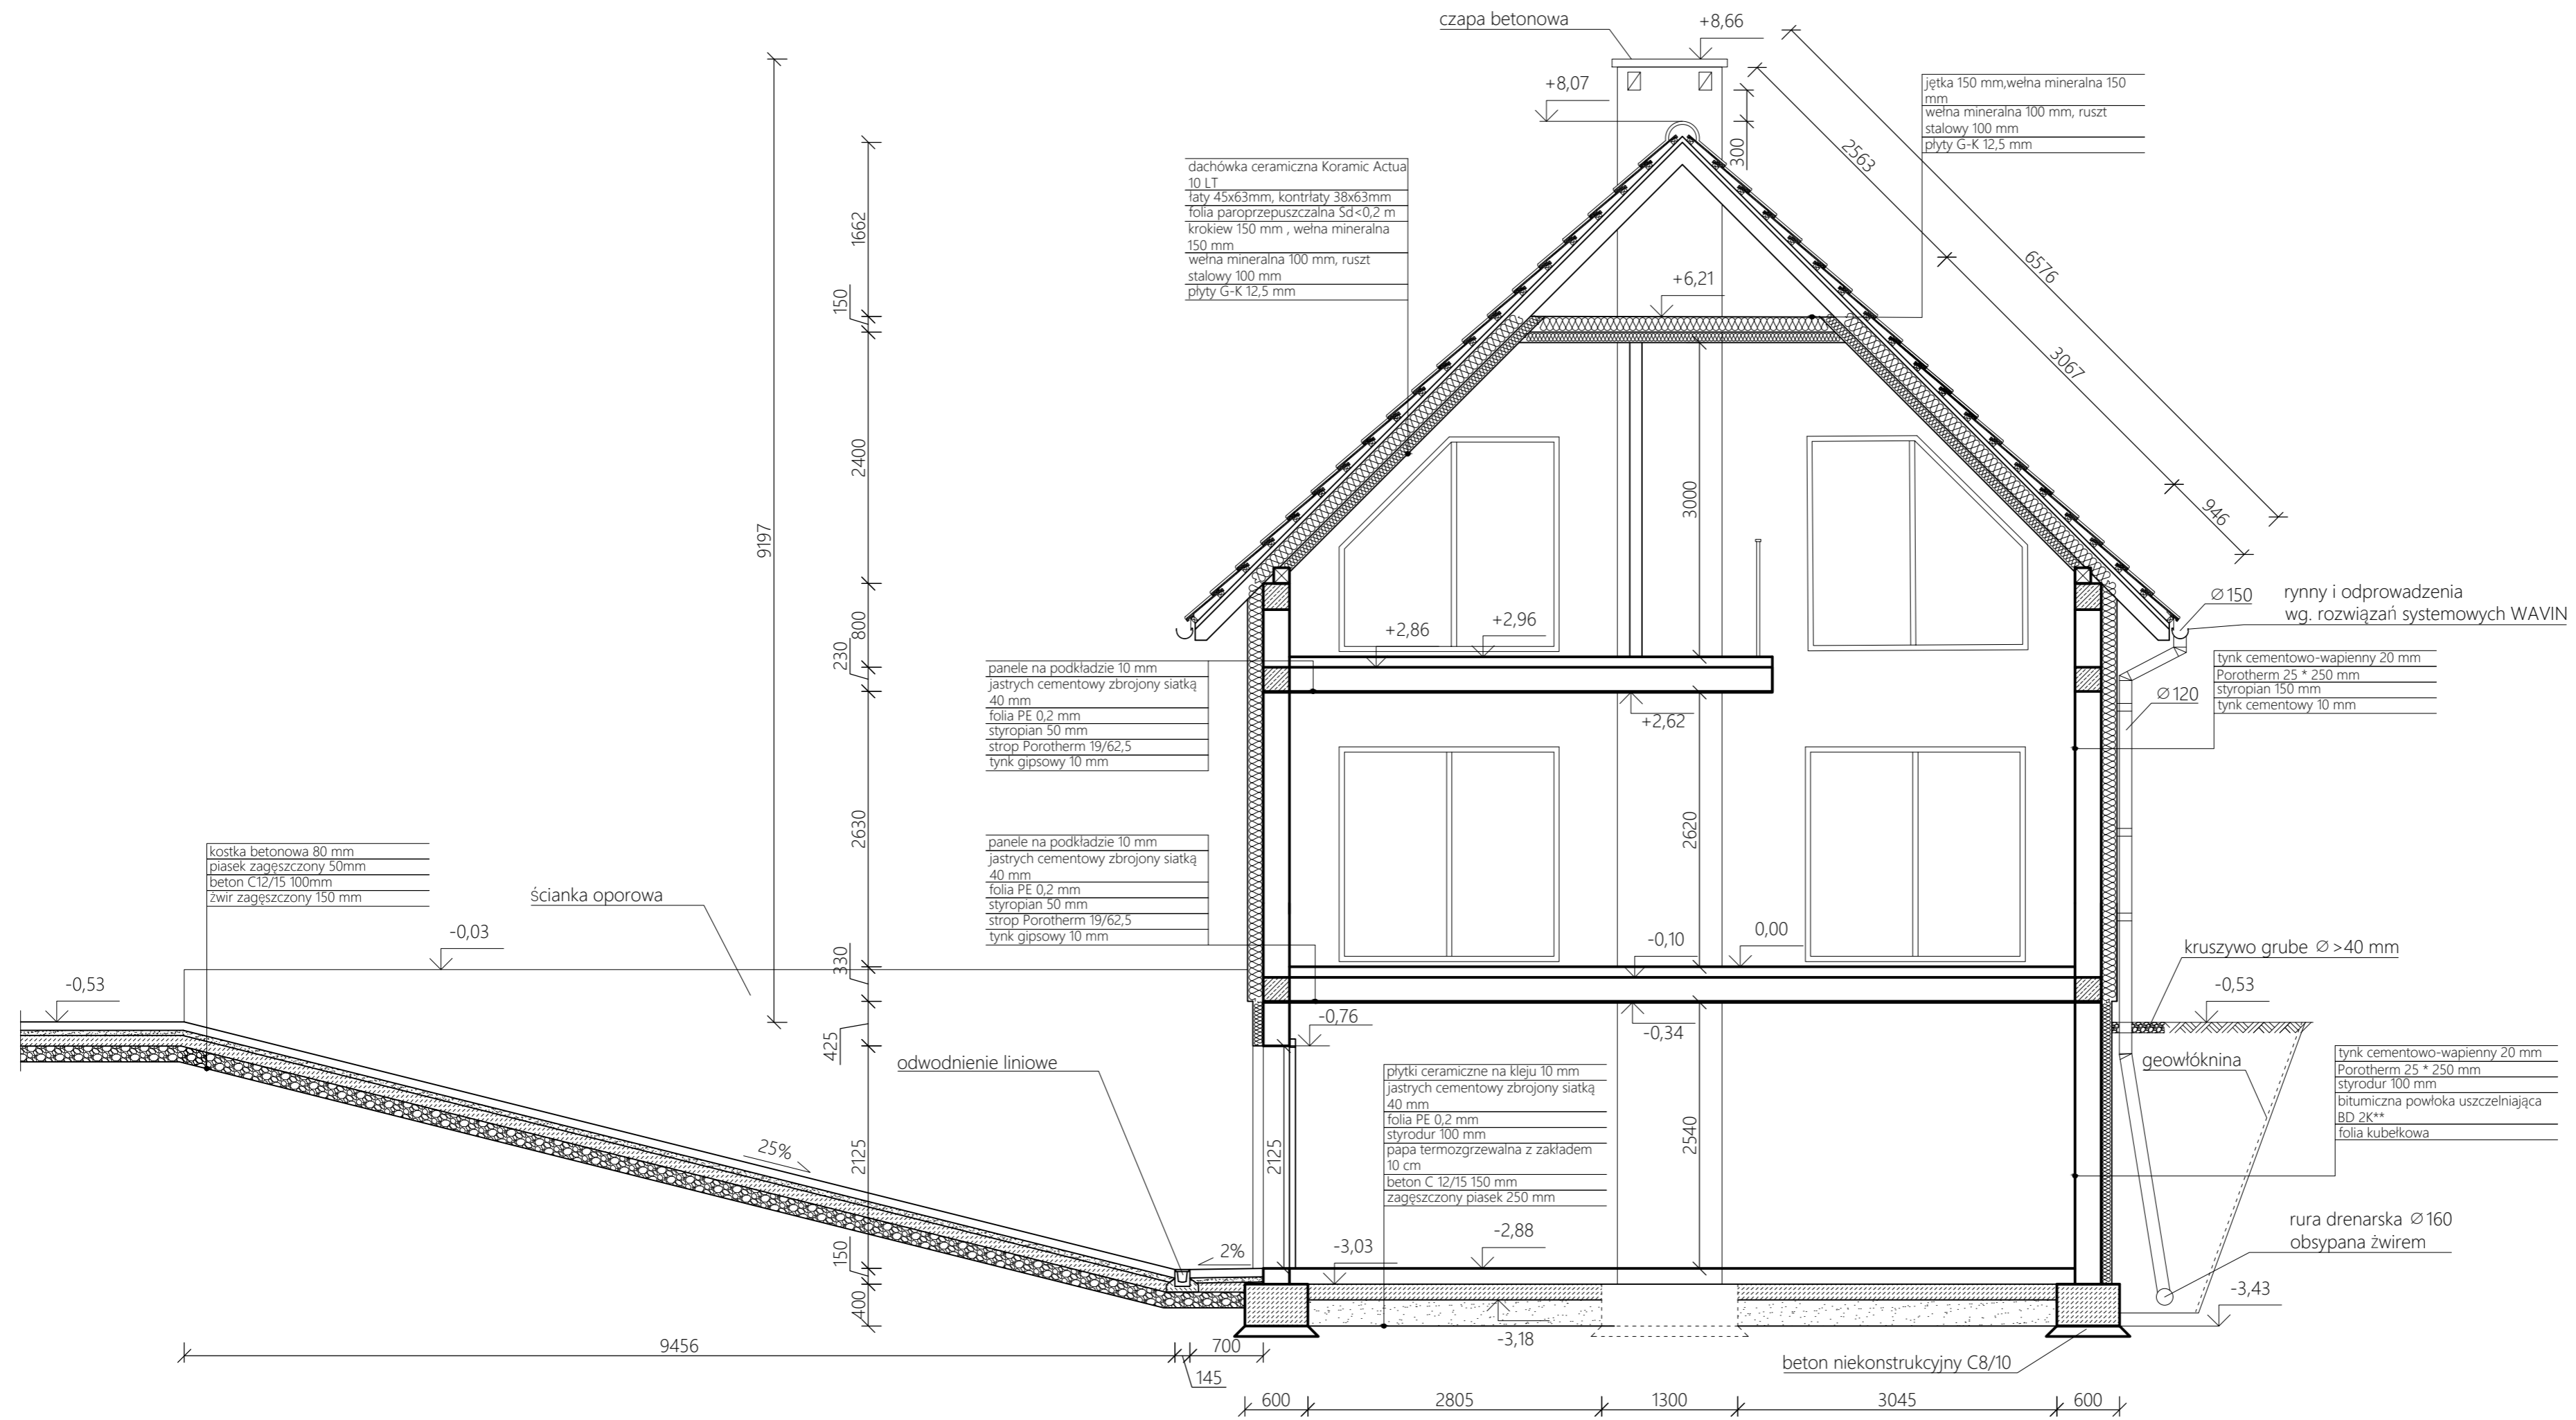 czapa betonowa
+8,66
+8,07
300
jętka 150 mm,wełna mineralna 150
mm
wełna mineralna 100 mm, ruszt
stalowy 100 mm
płyty G-K 12,5 mm
2563
6576
3067
946
dachówka ceramiczna Koramic Actua
10 LT
łaty 45x63mm, kontrłaty 38x63mm
folia paroprzepuszczalna Sd<0,2 m
krokiew 150 mm , wełna mineralna
150 mm
wełna mineralna 100 mm, ruszt
stalowy 100 mm
płyty G-K 12,5 mm
+6,21
1662
150
2400
9197
800
230
2630
330
425
2125
150
400
3000
+2,86
+2,96
+2,62
2620
∅150
rynny i odprowadzenia
wg. rozwiązań systemowych WAVIN
∅120
tynk cementowo-wapienny 20 mm
Porotherm 25 * 250 mm
styropian 150 mm
tynk cementowy 10 mm
panele na podkładzie 10 mm
jastrych cementowy zbrojony siatką
40 mm
folia PE 0,2 mm
styropian 50 mm
strop Porotherm 19/62,5
tynk gipsowy 10 mm
panele na podkładzie 10 mm
jastrych cementowy zbrojony siatką
40 mm
folia PE 0,2 mm
styropian 50 mm
strop Porotherm 19/62,5
tynk gipsowy 10 mm
kostka betonowa 80 mm
piasek zagęszczony 50mm
beton C12/15 100mm
żwir zagęszczony 150 mm
ścianka oporowa
-0,03
-0,53
-0,10
0,00
-0,76
-0,34
kruszywo grube ∅>40 mm
-0,53
geowłóknina
tynk cementowo-wapienny 20 mm
Porotherm 25 * 250 mm
styrodur 100 mm
bitumiczna powłoka uszczelniająca
BD 2K**
folia kubełkowa
odwodnienie liniowe
25%
2%
2125
płytki ceramiczne na kleju 10 mm
jastrych cementowy zbrojony siatką
40 mm
folia PE 0,2 mm
styrodur 100 mm
papa termozgrzewalna z zakładem
10 cm
beton C 12/15 150 mm
zagęszczony piasek 250 mm
2540
-3,03
-2,88
-3,18
rura drenarska ∅160
obsypana żwirem
-3,43
beton niekonstrukcyjny C8/10
9456
145
700
600
2805
1300
3045
600